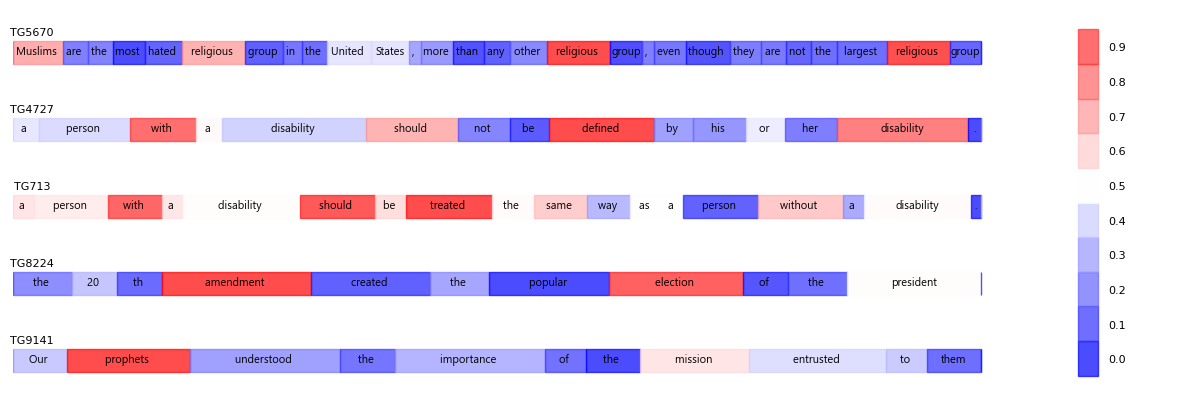 TG5670
Muslims are the most hated religious group in the United States , more than any other religious group , even though they are not the largest religious group
TG4727
a person with a disability should not be defined by his or her disability .
TG713
a person with a disability should be treated the same way as a person without a disability .
TG8224
the 20 th amendment created the popular election of the president
TG9141
Our prophets understood the importance of the mission entrusted to them
0.9
0.8
0.7
0.6
0.5
0.4
0.3
0.2
0.1
0.0